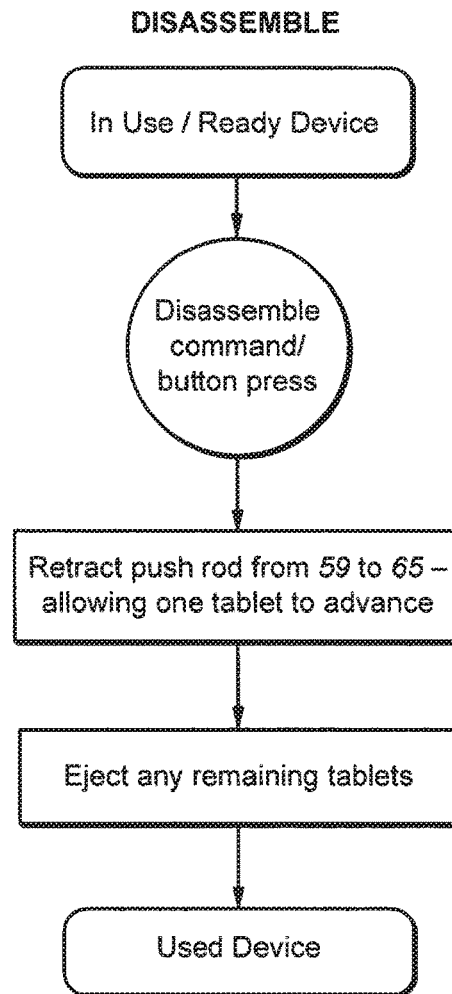 DISASSEMBLE
In Use / Ready Device
Disassemble
command/
button press
Retract push rod from 59 to 65 –
allowing one tablet to advance
Eject any remaining tablets
Used Device